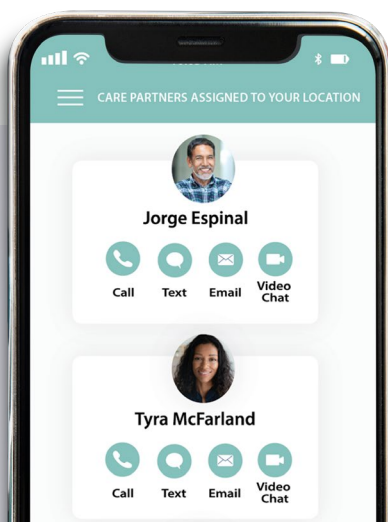 CARE PARTNERS ASSIGNED TO YOUR LOCATION
Jorge Espinal
Call Text Email Video Chat
Tyra McFarland
Call Text Email Video Chat